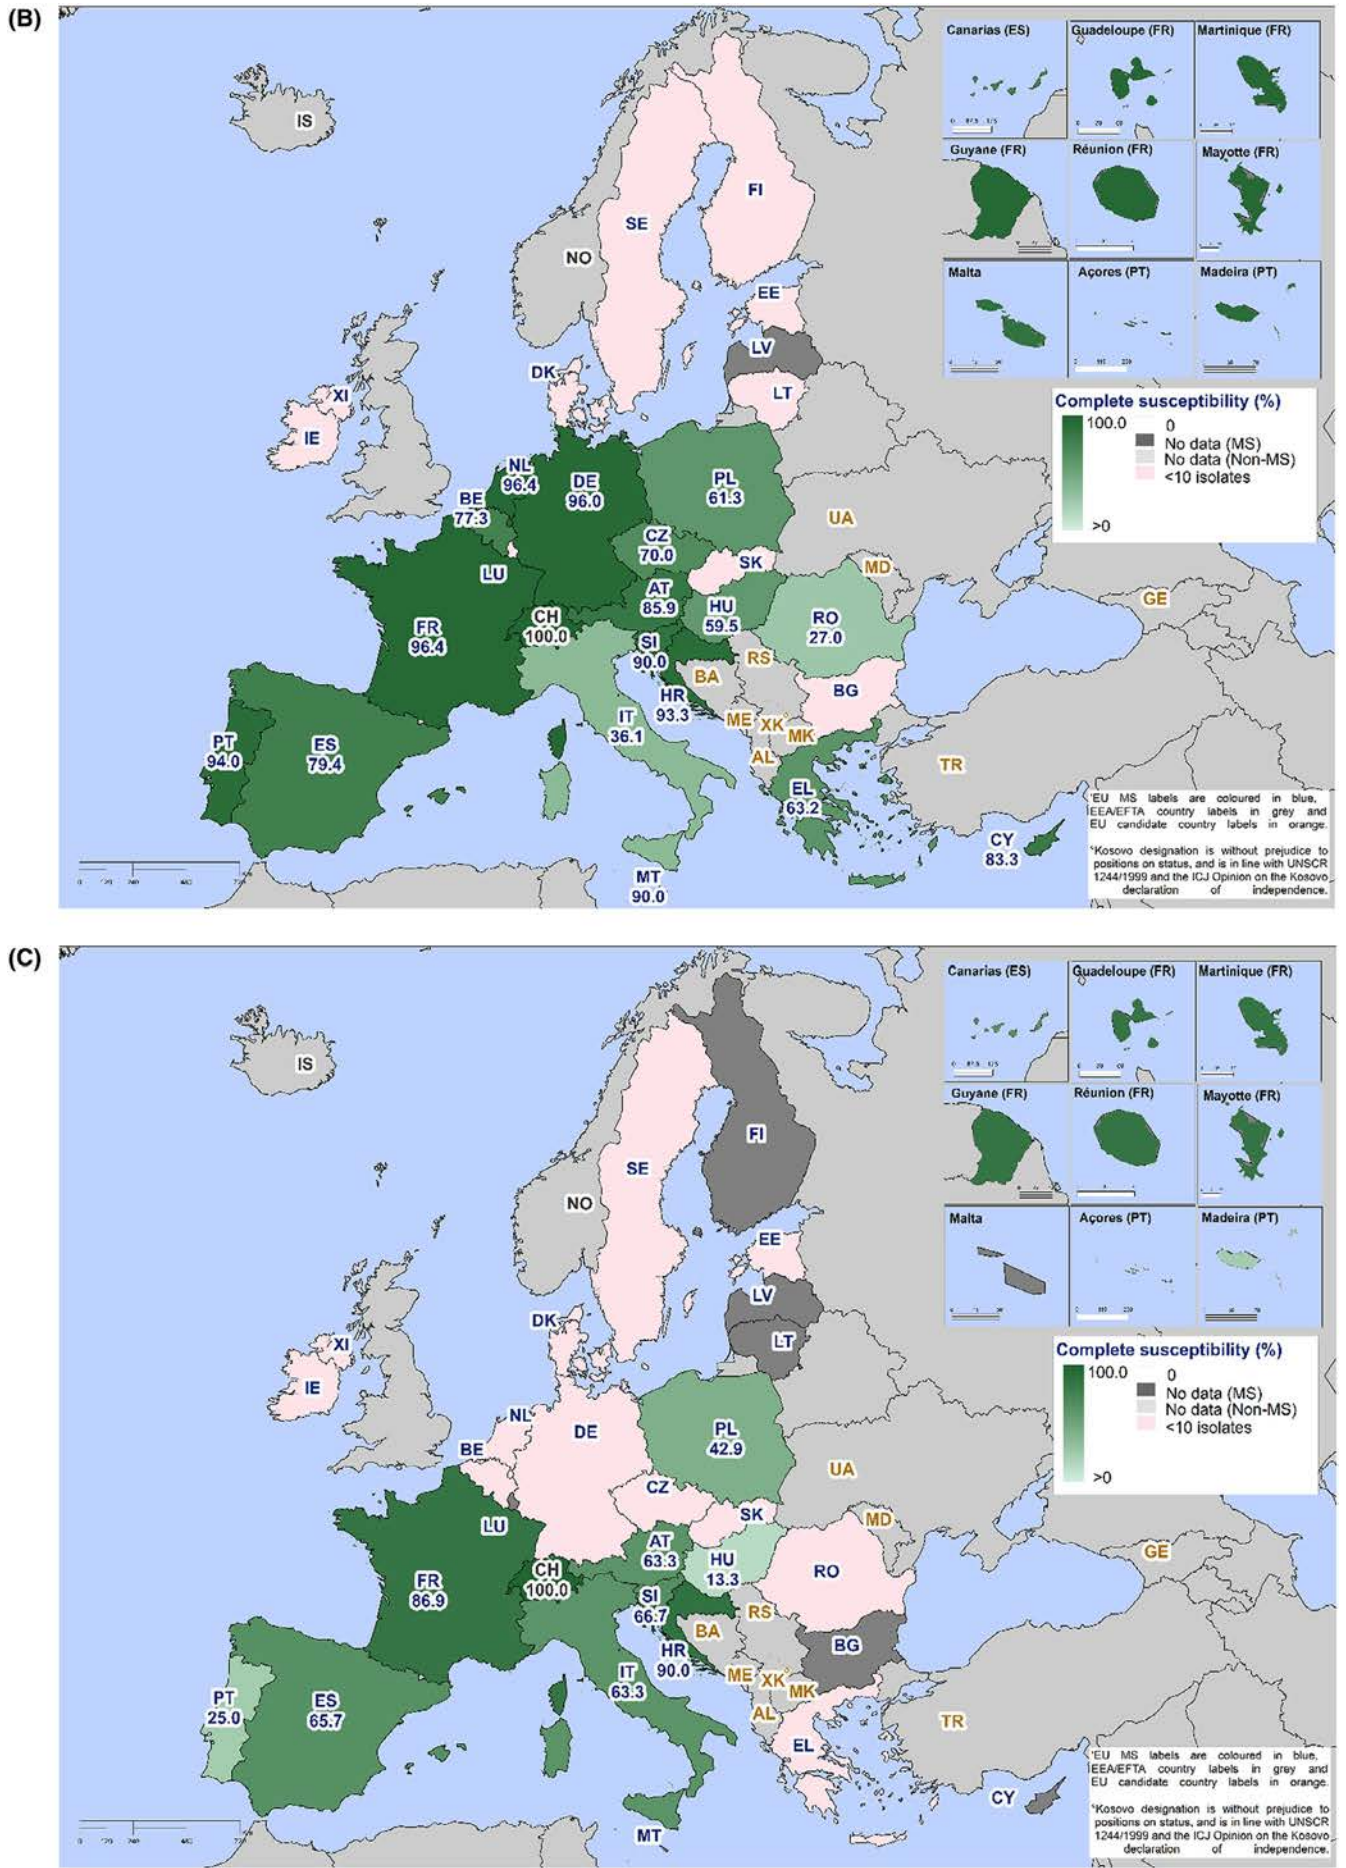 (B)
Canarias (ES)
Guadeloupe (FR)
Martinique (FR)
IS
Guyane (FR)
Réunion (FR)
Mayotte (FR)
FI
SE
NO
Malta
Açores (PT)
Madeira (PT)
EE
LV
DK
LT
XI
IE
Complete susceptibility (%)
100.0
0
No data (MS)
No data (Non-MS)
<10 isolates
>0
NL
96.4
DE
96.0
PL
61.3
BE
77.3
UA
CZ
70.0
SK
MD
LU
AT
85.9
HU
59.5
GE
CH
100.0
RO
27.0
FR
96.4
SI
90.0
RS
BA
BG
HR
93.3
IT
36.1
ME
XK°
MK
PT
94.0
ES
79.4
AL
TR
EL
63.2
CY
83.3
MT
90.0
EU MS labels are coloured in blue,
EEA/EFTA country labels in grey and
EU candidate country labels in orange.
Kosovo designation is without prejudice to
positions on status, and is in line with UNSCR
1244/1999 and the ICJ Opinion on the Kosovo
declaration of independence.
(C)
Canarias (ES)
Guadeloupe (FR)
Martinique (FR)
IS
Guyane (FR)
Réunion (FR)
Mayotte (FR)
FI
SE
NO
Malta
Açores (PT)
Madeira (PT)
EE
LV
DK
LT
XI
IE
Complete susceptibility (%)
100.0
0
No data (MS)
No data (Non-MS)
<10 isolates
>0
NL
DE
PL
42.9
BE
UA
CZ
SK
MD
LU
AT
63.3
HU
13.3
GE
CH
100.0
RO
FR
86.9
SI
66.7
RS
BA
BG
HR
90.0
IT
63.3
ME
XK°
MK
PT
25.0
ES
65.7
AL
TR
EL
CY
MT
EU MS labels are coloured in blue,
EEA/EFTA country labels in grey and
EU candidate country labels in orange.
Kosovo designation is without prejudice to
positions on status, and is in line with UNSCR
1244/1999 and the ICJ Opinion on the Kosovo
declaration of independence.